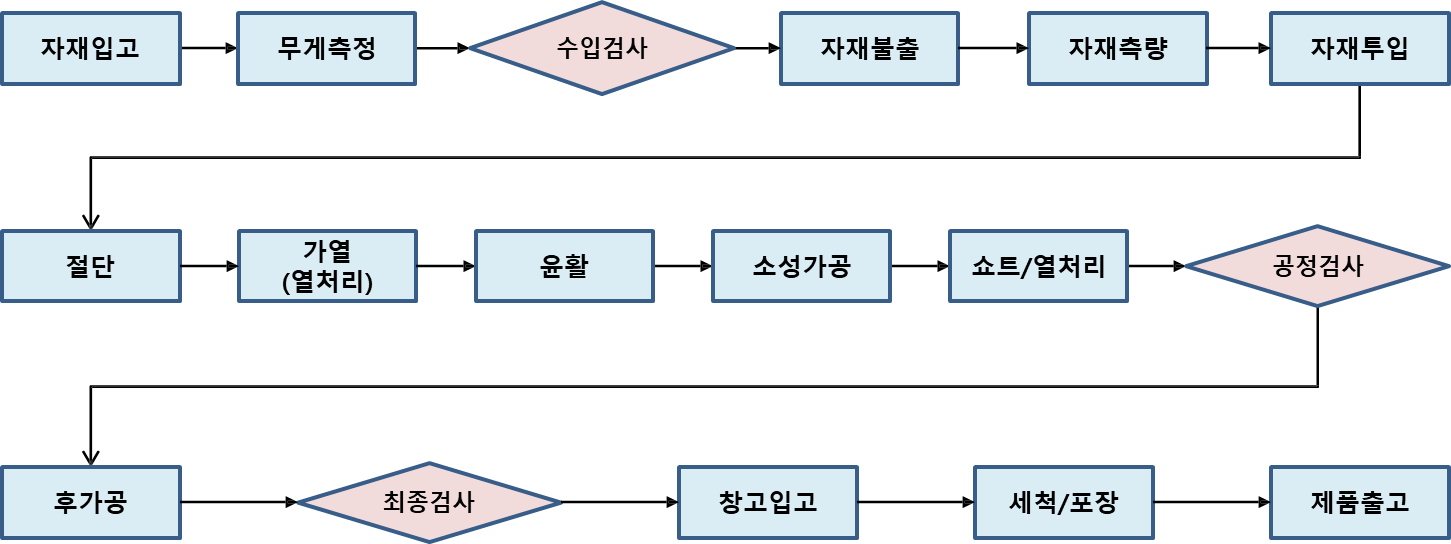 자재입고
무게측정
수입검사
자재불출
자재측량
자재투입
절단
가열
(열처리)
윤활
소성가공
쇼트/열처리
공정검사
후가공
최종검사
창고입고
세척/포장
제품출고